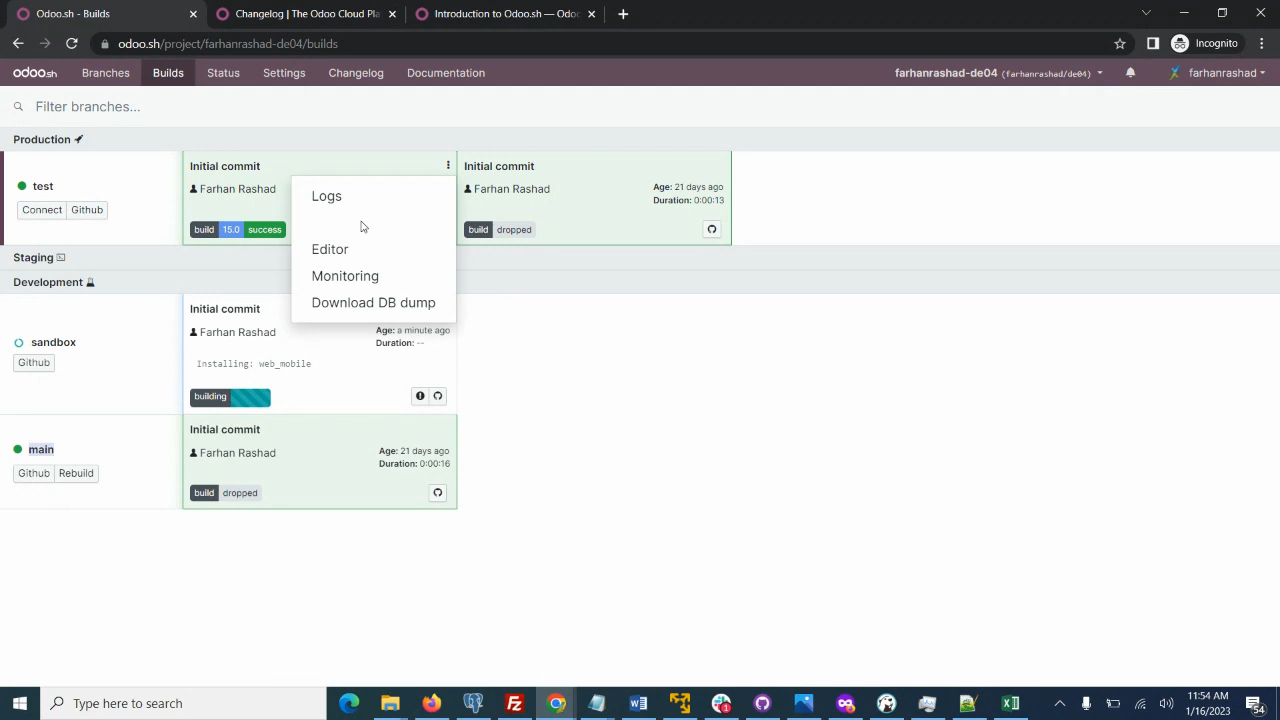 Odoo.sh - Builds
Changelog | The Odoo Cloud Pla
Introduction to Odoo.sh — Odoo
odoo.sh/project/farhanrashad-de04/builds
Incognito
odoo.sh Branches Builds Status Settings Changelog Documentation farhanrashad-de04 (farhanrashad/de04) farhanrashad
Filter branches...
Production
test
Connect Github
Initial commit
Farhan Rashad
build 15.0 success
Logs
Editor
Monitoring
Download DB dump
Initial commit
Farhan Rashad
Age: 21 days ago
Duration: 0:00:13
build dropped
Staging
Development
sandbox
Github
Initial commit
Farhan Rashad
Age: a minute ago
Duration: --
Installing: web_mobile
building
main
Github Rebuild
Initial commit
Farhan Rashad
Age: 21 days ago
Duration: 0:00:16
build dropped
Type here to search
11:54 AM
1/16/2023
54